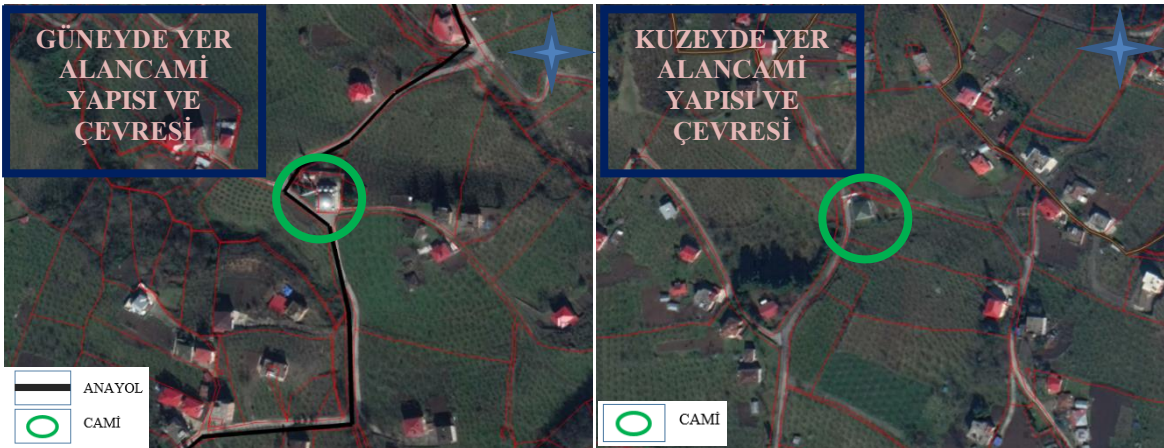 GÜNEYDE YER
ALANCAMİ
YAPISI VE
ÇEVRESİ
ANAYOL
CAMİ
KUZEYDE YER
ALANCAMİ
YAPISI VE
ÇEVRESİ
CAMİ